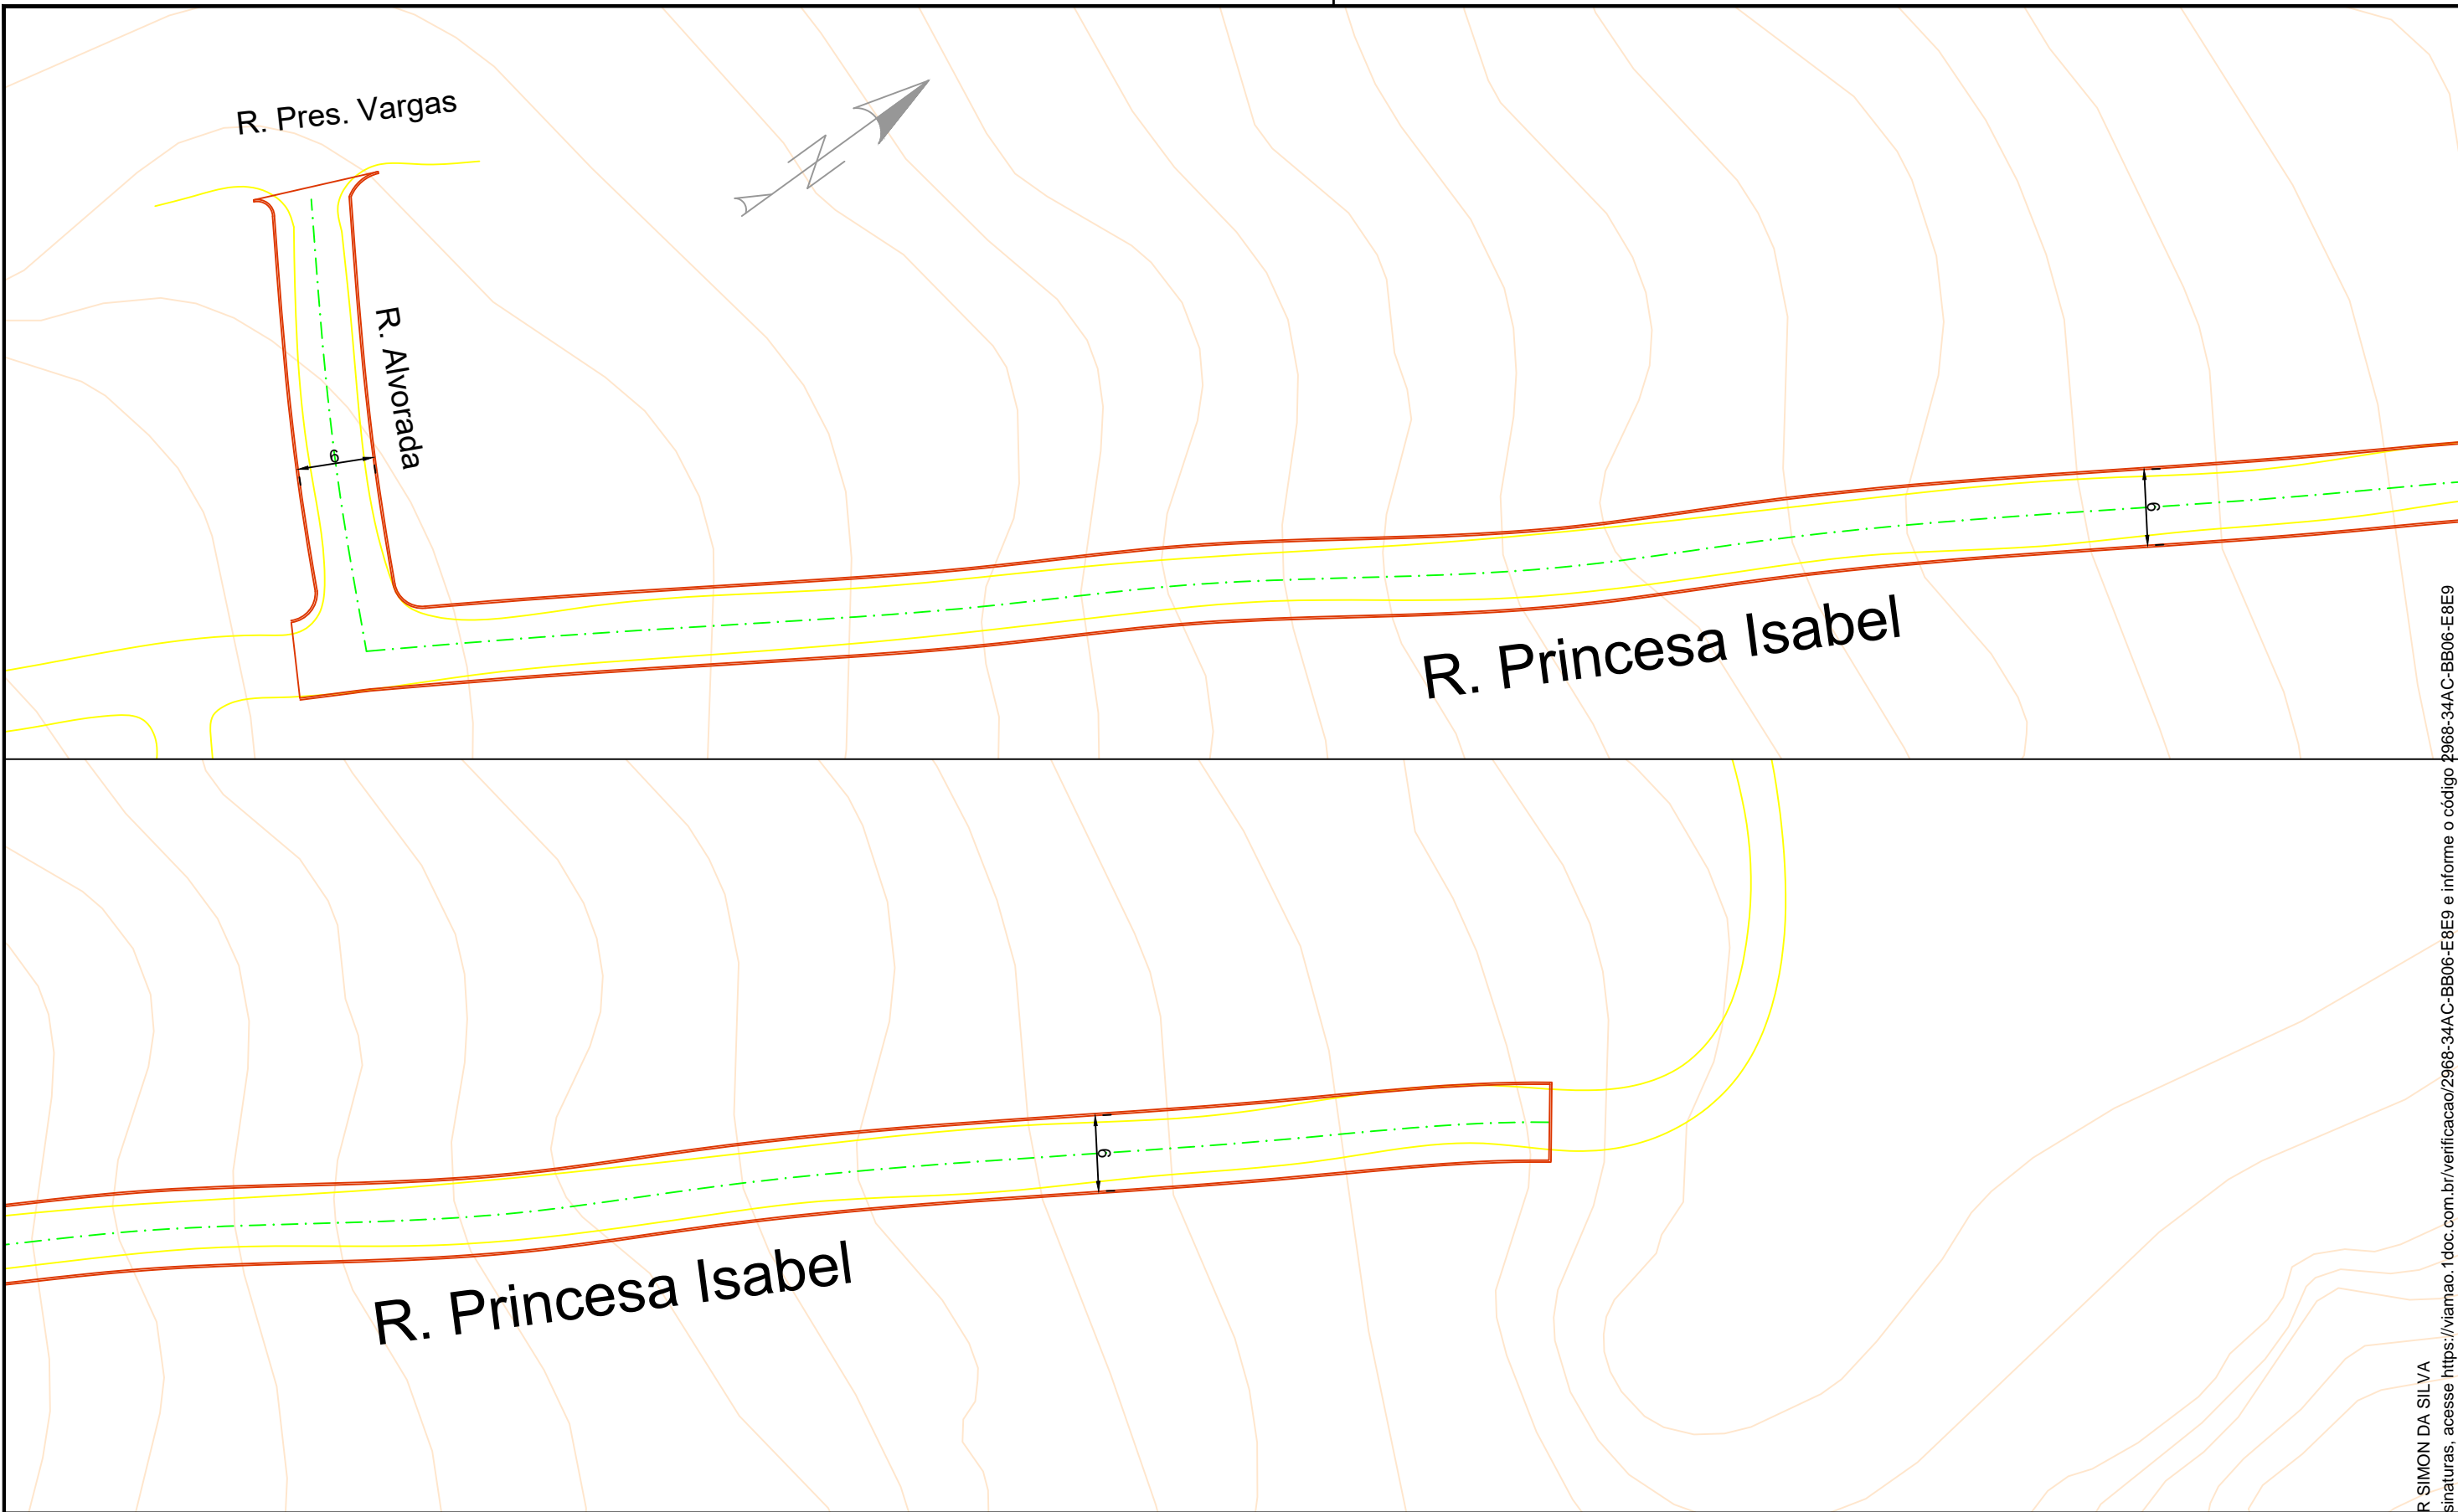 R. Pres. Vargas
R. Alvorada
6
6
R. Princesa Isabel
N
6
R. Princesa Isabel
R SIMON DA SILVA
sinaturas, acesse https://viamao.1doc.com.br/verificacao/2968-34AC-BB06-E8E9 e informe o código 2968-34AC-BB06-E8E9